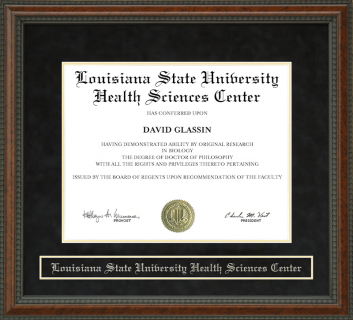 Louisiana State University
Health Sciences Center
HAS CONFERRED UPON
DAVID GLASSIN
HAVING DEMONSTRATED ABILITY BY ORIGINAL RESEARCH
IN BIOLOGY
THE DEGREE OF DOCTOR OF PHILOSOPHY
WITH ALL THE RIGHTS AND PRIVILEGES THERETO PERTAINING
ISSUED BY THE BOARD OF REGENTS UPON RECOMMENDATION OF THE FACULTY
PROVOST
PRESIDENT
Louisiana State University Health Sciences Center